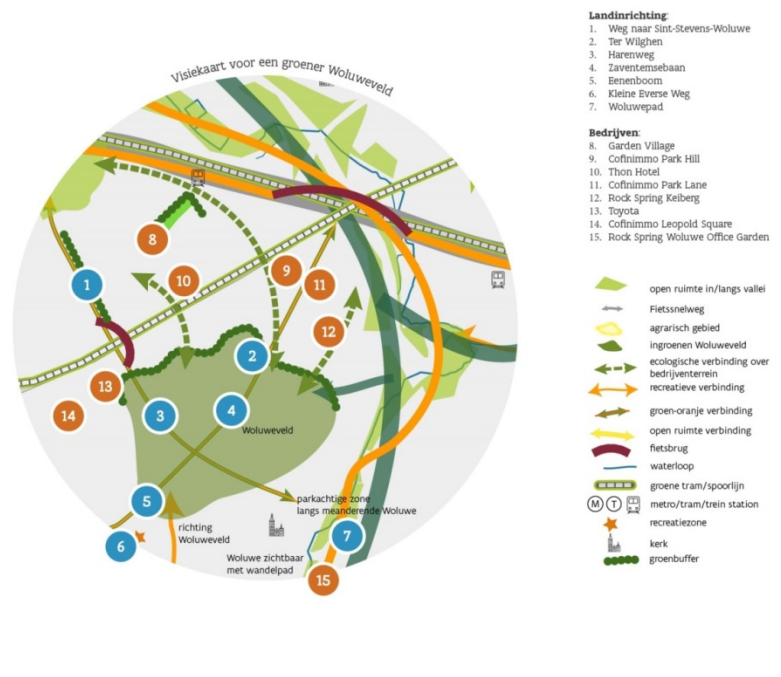 Visiekaart voor een groener Woluweveld
8
10
9
11
12
1
2
13
14
3
4
Woluweveld
5
6
7
15
parkachtige zone
langs meanderende Woluwe
richting
Woluweveld
Woluwe zichtbaar
met wandelpad
Landinrichting:
1. Weg naar Sint-Stevens-Woluwe
2. Ter Wilghen
3. Harenweg
4. Zaventemsebaan
5. Eenenboom
6. Kleine Everse Weg
7. Woluwepad
Bedrijven:
8. Garden Village
9. Cofinimmo Park Hill
10. Thon Hotel
11. Cofinimmo Park Lane
12. Rock Spring Keiberg
13. Toyota
14. Cofinimmo Leopold Square
15. Rock Spring Woluwe Office Garden
open ruimte in/langs vallei
Fietssnelweg
agrarisch gebied
ingroenen Woluweveld
ecologische verbinding over
bedrijventerrein
recreatieve verbinding
groen-oranje verbinding
open ruimte verbinding
fietsbrug
waterloop
groene tram/spoorlijn
M T metro/tram/trein station
recreatiezone
kerk
groenbuffer